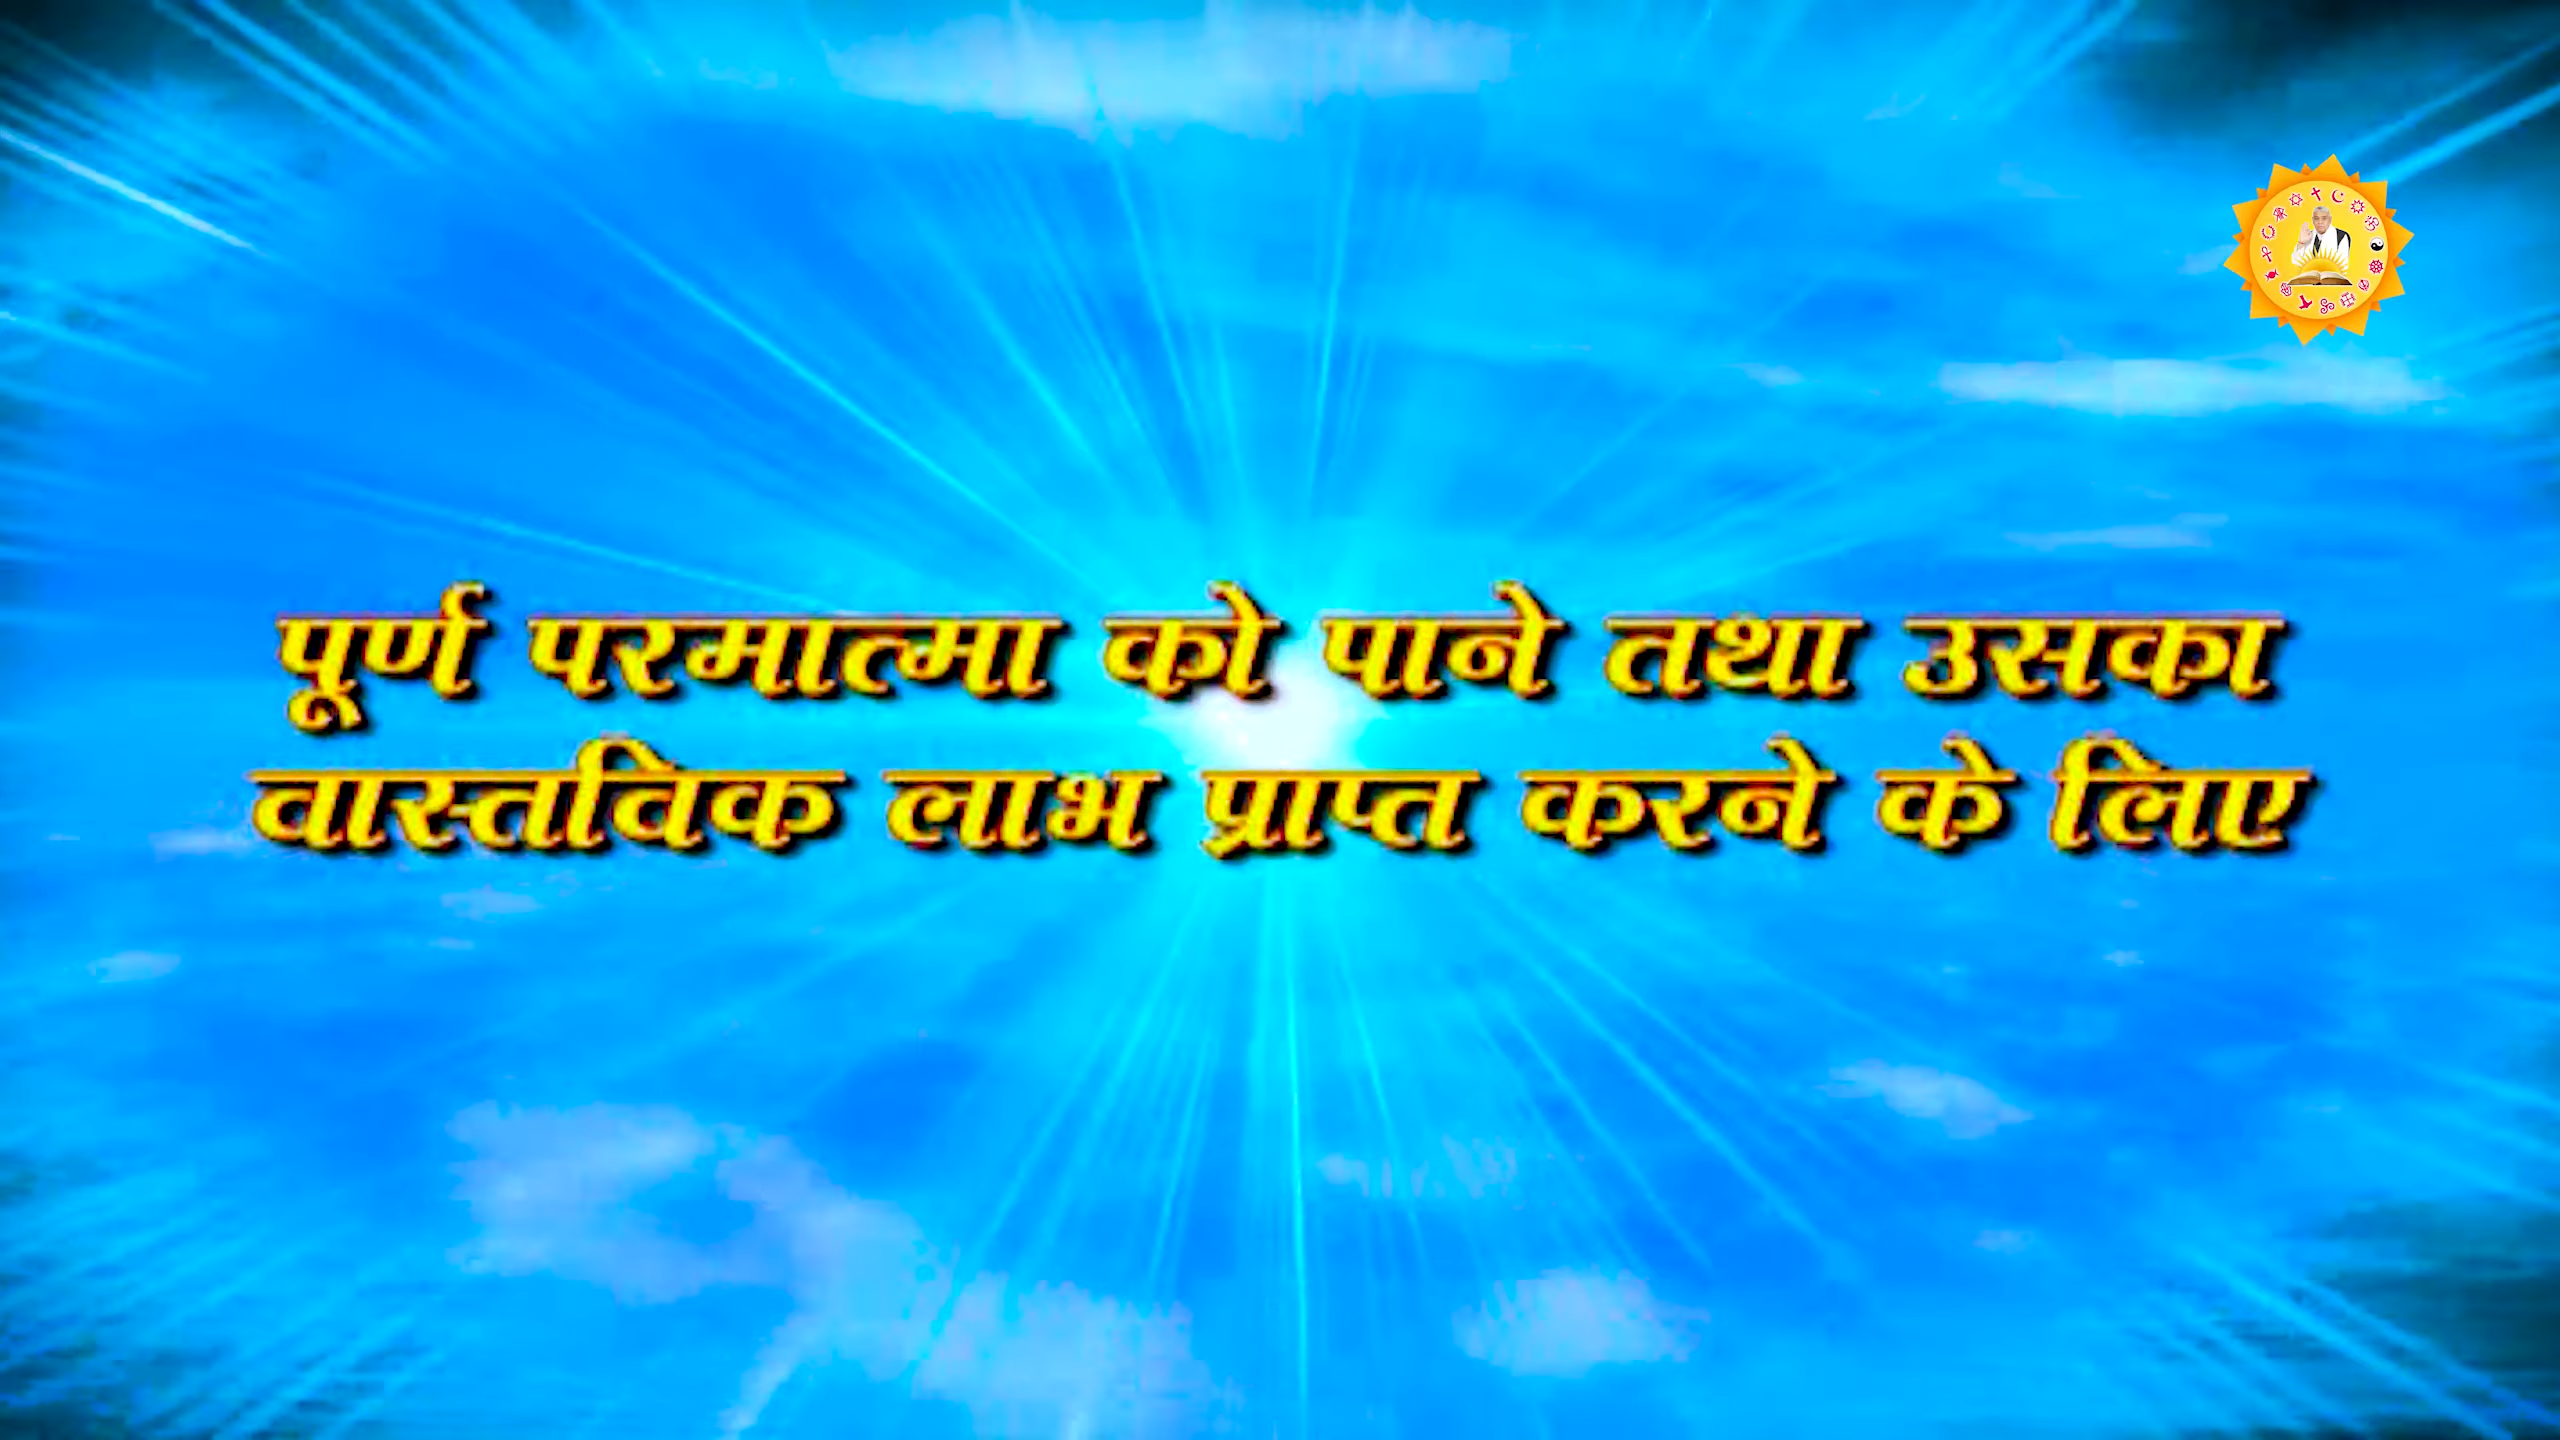 पूर्ण परमात्मा को पाने तथा उसका
वास्तविक लाभ प्राप्त करने के लिए